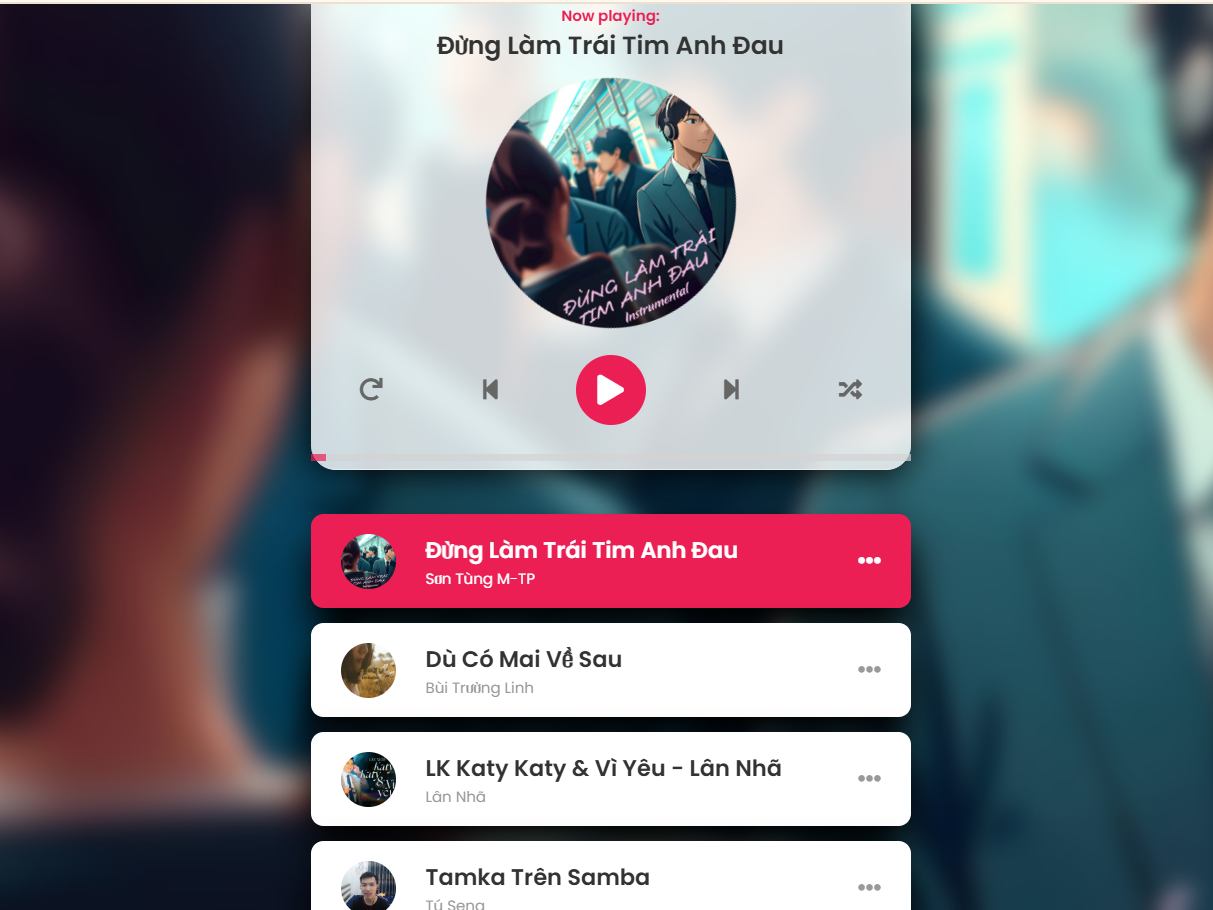 Now playing:
Đừng Làm Trái Tim Anh Đau
ĐỪNG LÀM TRÁI
TIM ANH ĐAU
Instrumental
Đừng Làm Trái Tim Anh Đau
Sơn Tùng M-TP
Dù Có Mai Về Sau
Bùi Trường Linh
LK Katy Katy & Vì Yêu - Lân Nhã
Lân Nhã
Tamka Trên Samba
Tú Seng